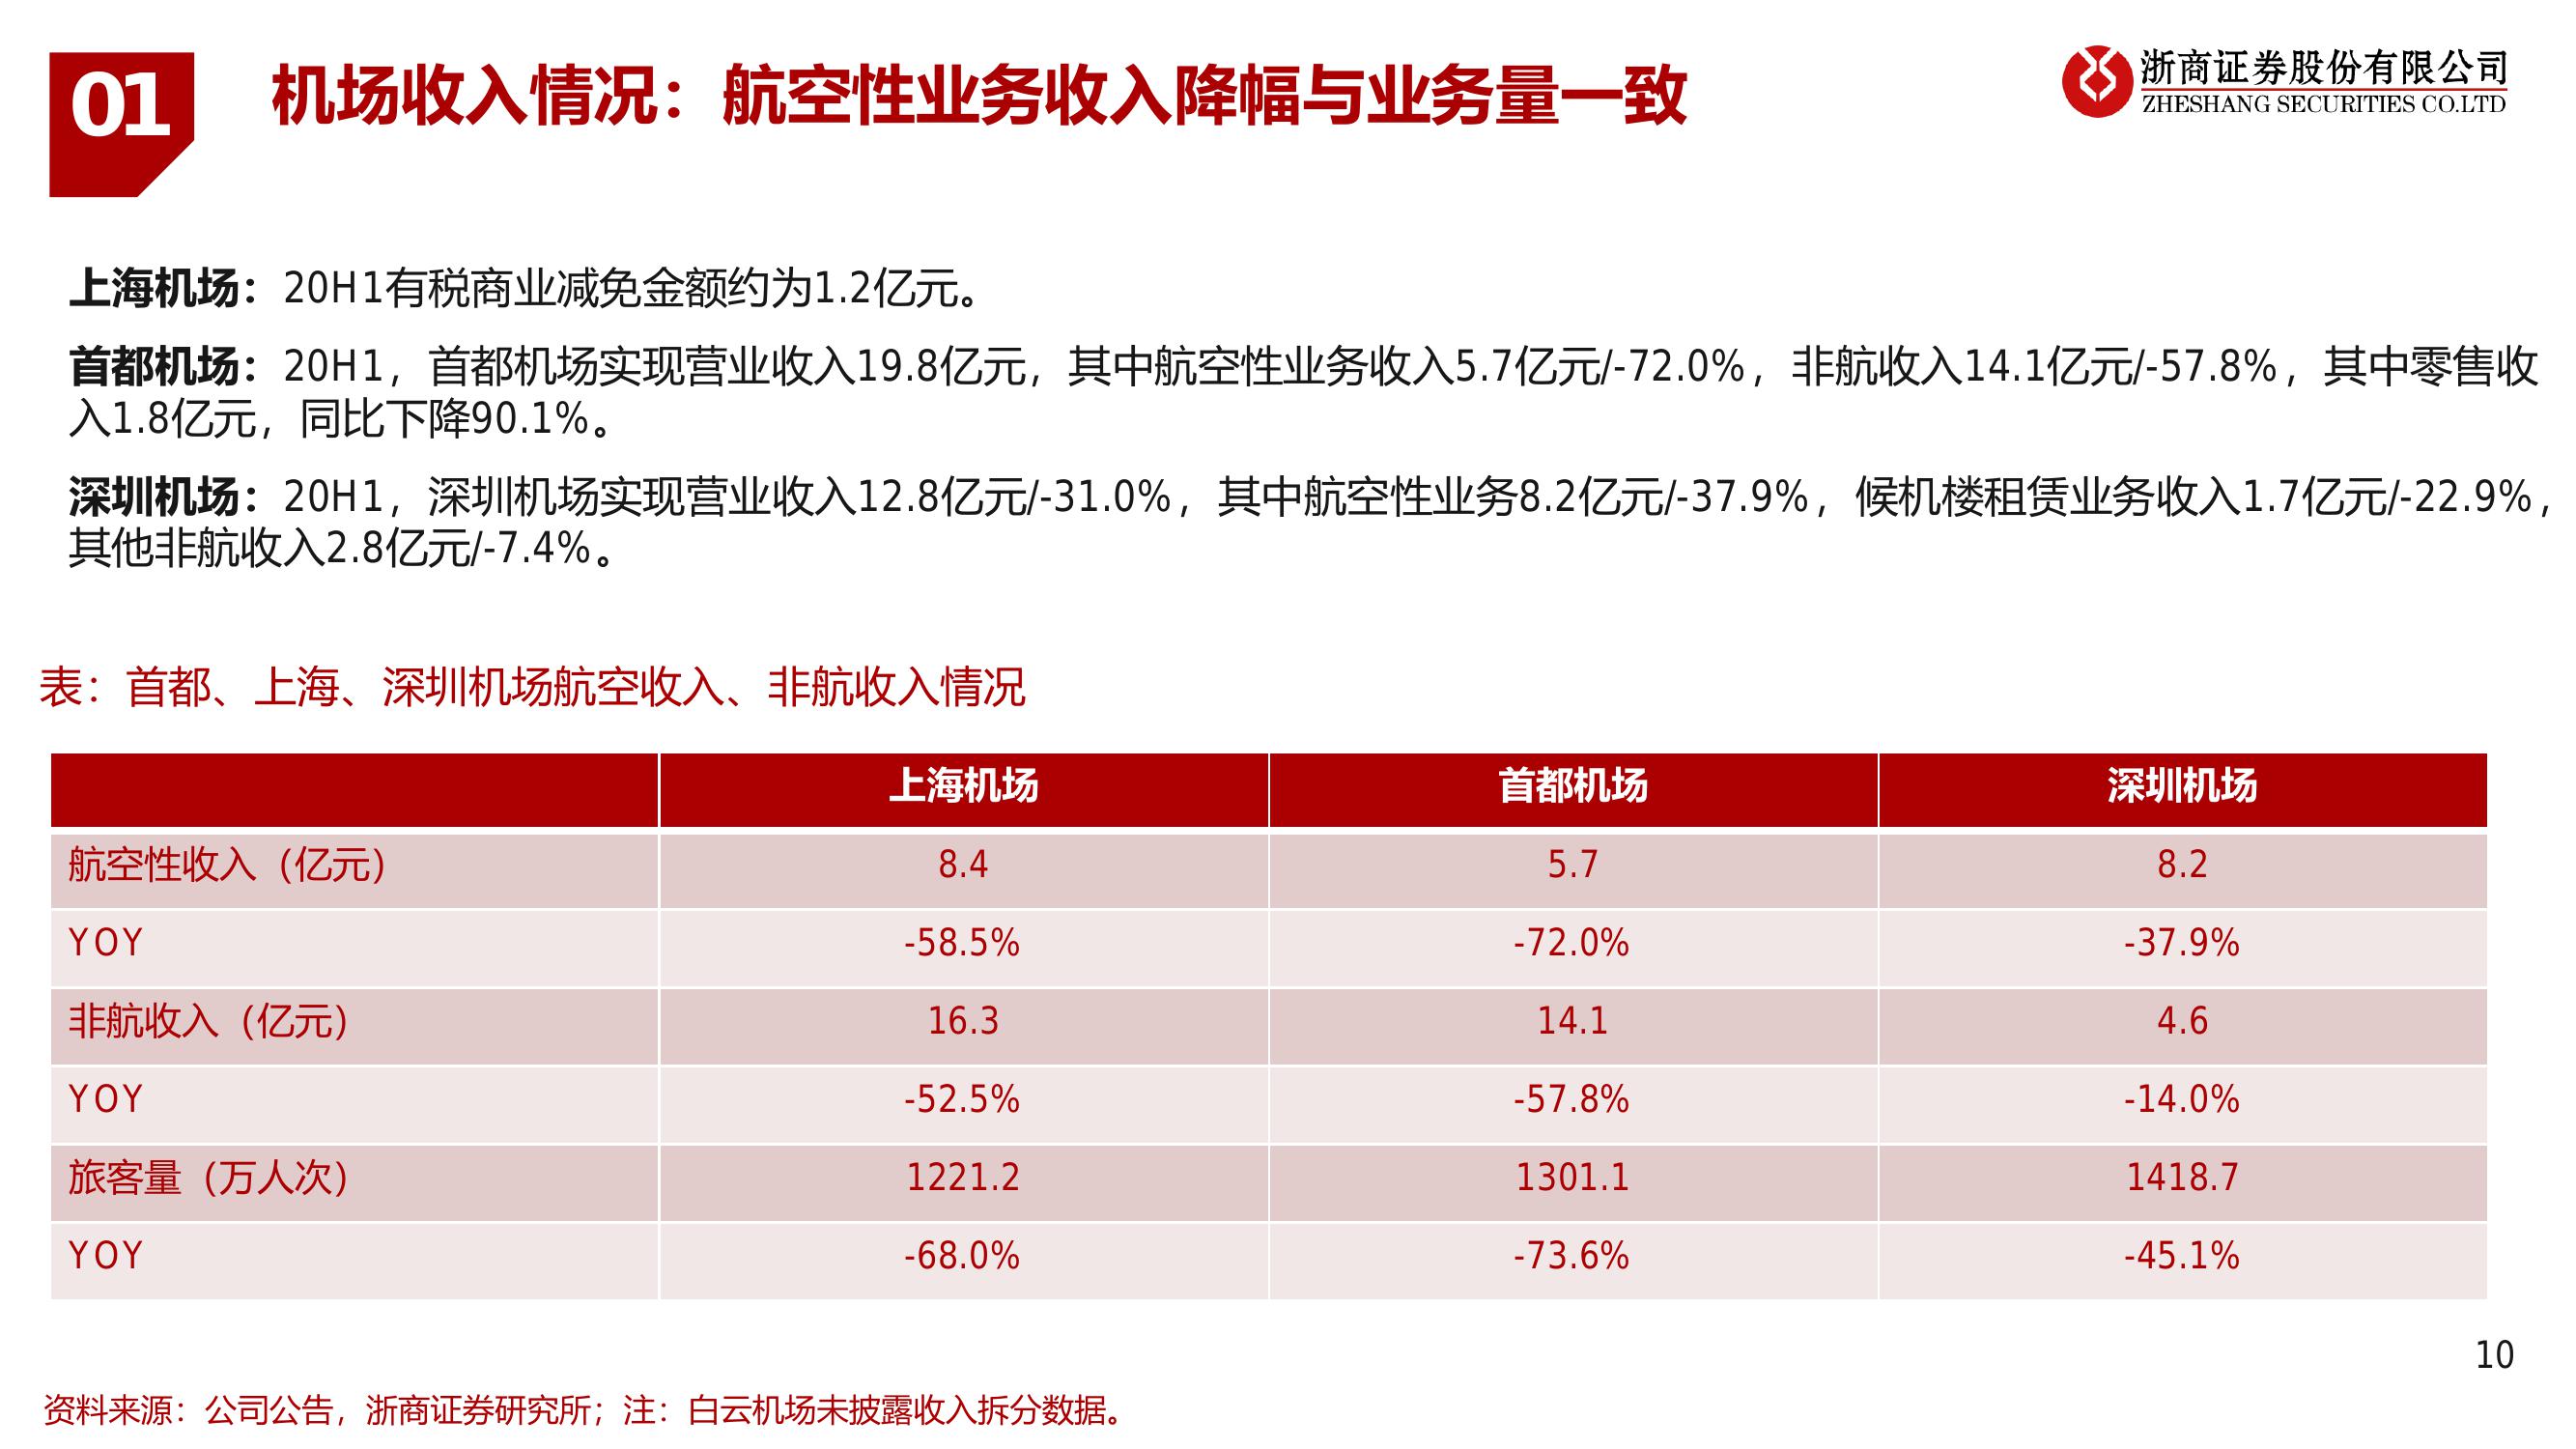 01
机场收入情况：航空性业务收入降幅与业务量一致
浙商证券股份有限公司
ZHESHANG SECURITIES CO.LTD
上海机场：20H1有税商业减免金额约为1.2亿元。
首都机场：20H1，首都机场实现营业收入19.8亿元，其中航空性业务收入5.7亿元/-72.0%，非航收入14.1亿元/-57.8%，其中零售收
入1.8亿元，同比下降90.1%。
深圳机场：20H1，深圳机场实现营业收入12.8亿元/-31.0%，其中航空性业务8.2亿元/-37.9%，候机楼租赁业务收入1.7亿元/-22.9%，
其他非航收入2.8亿元/-7.4%。
表：首都、上海、深圳机场航空收入、非航收入情况
上海机场 首都机场 深圳机场
航空性收入（亿元） 8.4 5.7 8.2
YOY -58.5% -72.0% -37.9%
非航收入（亿元） 16.3 14.1 4.6
YOY -52.5% -57.8% -14.0%
旅客量（万人次） 1221.2 1301.1 1418.7
YOY -68.0% -73.6% -45.1%
10
资料来源：公司公告，浙商证券研究所；注：白云机场未披露收入拆分数据。